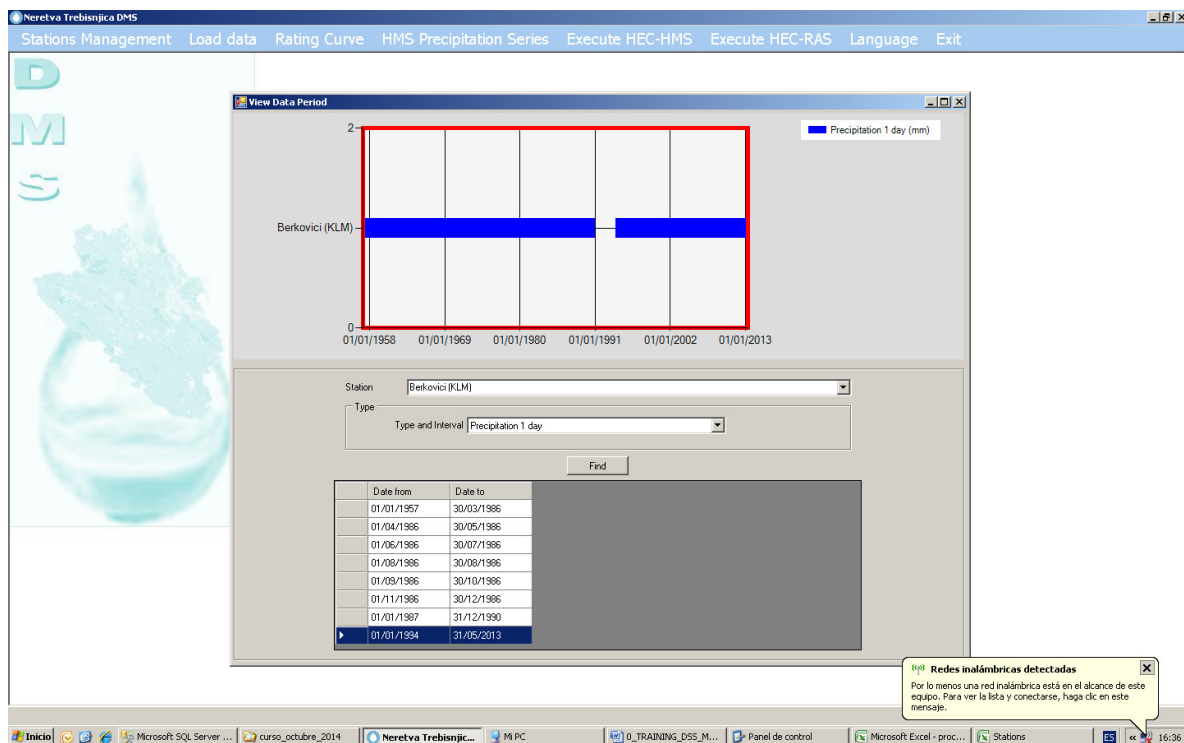 Neretva Trebisnjica DMS
Stations Management Load data Rating Curve HMS Precipitation Series Execute HEC-HMS Execute HEC-RAS Language Exit
D
M
S
View Data Period
2
Precipitation 1 day (mm)
Berkovici (KLM)
0
01/01/1958 01/01/1969 01/01/1980 01/01/1991 01/01/2002 01/01/2013
Station Berkovici (KLM)
Type
Type and Interval Precipitation 1 day
Find
Date from Date to
01/01/1957 30/03/1986
01/04/1986 30/05/1986
01/06/1986 30/07/1986
01/08/1986 30/08/1986
01/09/1986 30/10/1986
01/11/1986 30/12/1986
01/01/1987 31/12/1990
01/01/1994 31/05/2013
Redes inalámbricas detectadas
Por lo menos una red inalámbrica está en el alcance de este
equipo. Para ver la lista y conectarse, haga clic en este
mensaje.
Inicio Microsoft SQL Server ... curso_octubre_2014 Neretva Trebisnjic... Mi PC 0_TRAINING_DSS_M... Panel de control Microsoft Excel - proc... Stations ES « 16:36